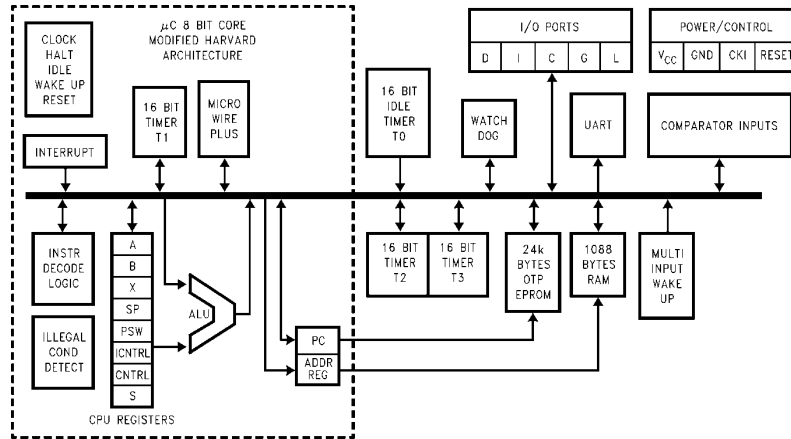 μC 8 BIT CORE
MODIFIED HARVARD
ARCHITECTURE
CLOCK
HALT
IDLE
WAKE UP
RESET
INTERRUPT
16 BIT
TIMER
T1
MICRO
WIRE
PLUS
16 BIT
IDLE
TIMER
T0
WATCH
DOG
I/O PORTS
D I C G L
UART
POWER/CONTROL
VCC GND CKI RESET
COMPARATOR INPUTS
INSTR
DECODE
LOGIC
ILLEGAL
COND
DETECT
A
B
X
SP
PSW
ICNTRL
CNTRL
S
CPU REGISTERS
ALU
PC
ADDR
REG
16 BIT
TIMER
T2
16 BIT
TIMER
T3
24k
BYTES
OTP
EPROM
1088
BYTES
RAM
MULTI
INPUT
WAKE
UP